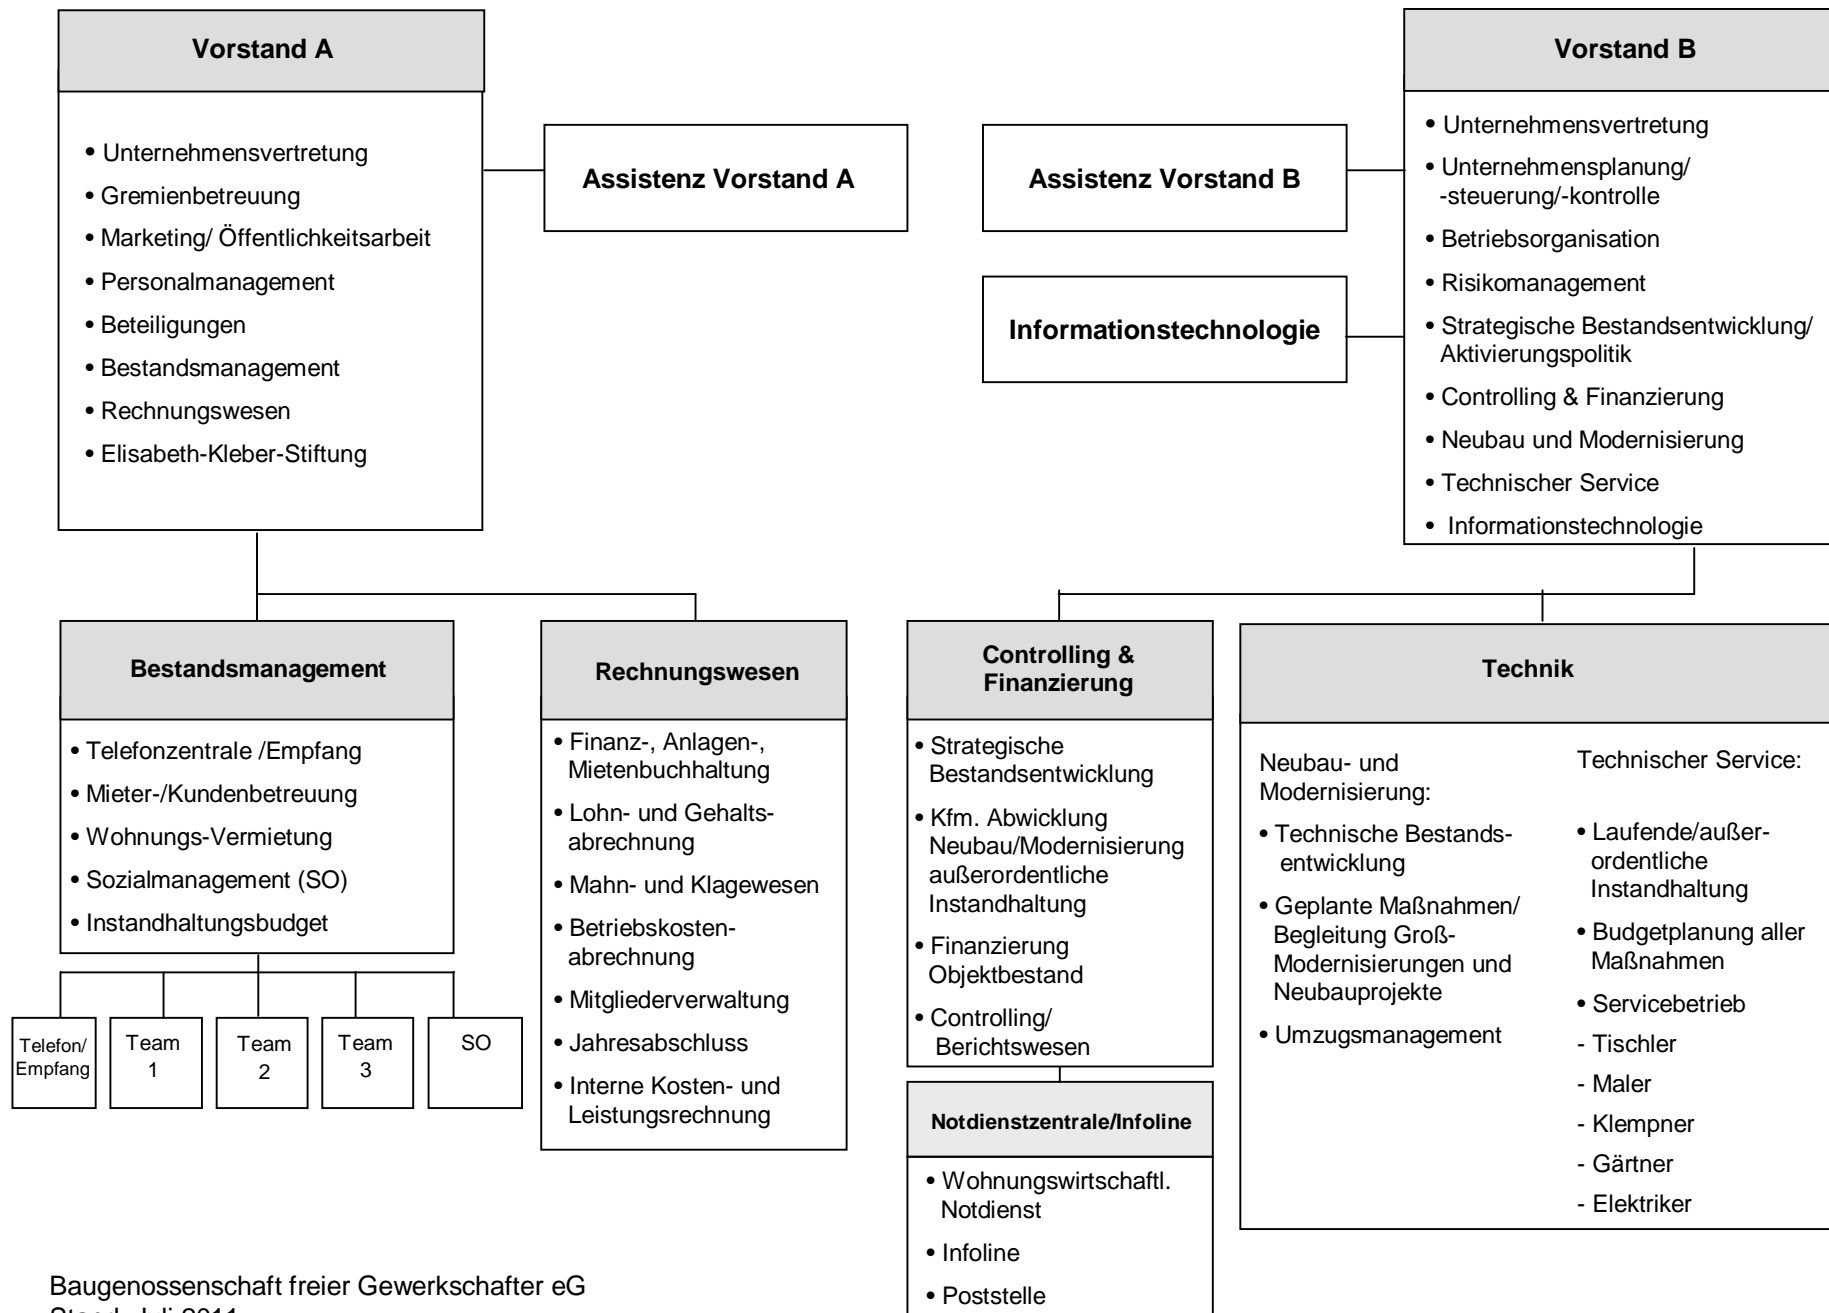 Vorstand A
• Unternehmensvertretung
• Gremienbetreuung
• Marketing/ Öffentlichkeitsarbeit
• Personalmanagement
• Beteiligungen
• Bestandsmanagement
• Rechnungswesen
• Elisabeth-Kleber-Stiftung
Assistenz Vorstand A
Assistenz Vorstand B
Informationstechnologie
Vorstand B
• Unternehmensvertretung
• Unternehmensplanung/
-steuerung/-kontrolle
• Betriebsorganisation
• Risikomanagement
• Strategische Bestandsentwicklung/
Aktivierungspolitik
• Controlling & Finanzierung
• Neubau und Modernisierung
• Technischer Service
• Informationstechnologie
Bestandsmanagement
• Telefonzentrale /Empfang
• Mieter-/Kundenbetreuung
• Wohnungs-Vermietung
• Sozialmanagement (SO)
• Instandhaltungsbudget
Telefon/
Empfang
Team
1
Team
2
Team
3
SO
Rechnungswesen
• Finanz-, Anlagen-,
Mietenbuchhaltung
• Lohn- und Gehalts-
abrechnung
• Mahn- und Klagewesen
• Betriebskosten-
abrechnung
• Mitgliederverwaltung
• Jahresabschluss
• Interne Kosten- und
Leistungsrechnung
Controlling &
Finanzierung
• Strategische
Bestandsentwicklung
• Kfm. Abwicklung
Neubau/Modernisierung
außerordentliche
Instandhaltung
• Finanzierung
Objektbestand
• Controlling/
Berichtswesen
Notdienstzentrale/Infoline
• Wohnungswirtschaftl.
Notdienst
• Infoline
• Poststelle
Technik
Neubau- und
Modernisierung:
• Technische Bestands-
entwicklung
• Geplante Maßnahmen/
Begleitung Groß-
Modernisierungen und
Neubauprojekte
• Umzugsmanagement
Technischer Service:
• Laufende/außer-
ordentliche
Instandhaltung
• Budgetplanung aller
Maßnahmen
• Servicebetrieb
- Tischler
- Maler
- Klempner
- Gärtner
- Elektriker
Baugenossenschaft freier Gewerkschafter eG